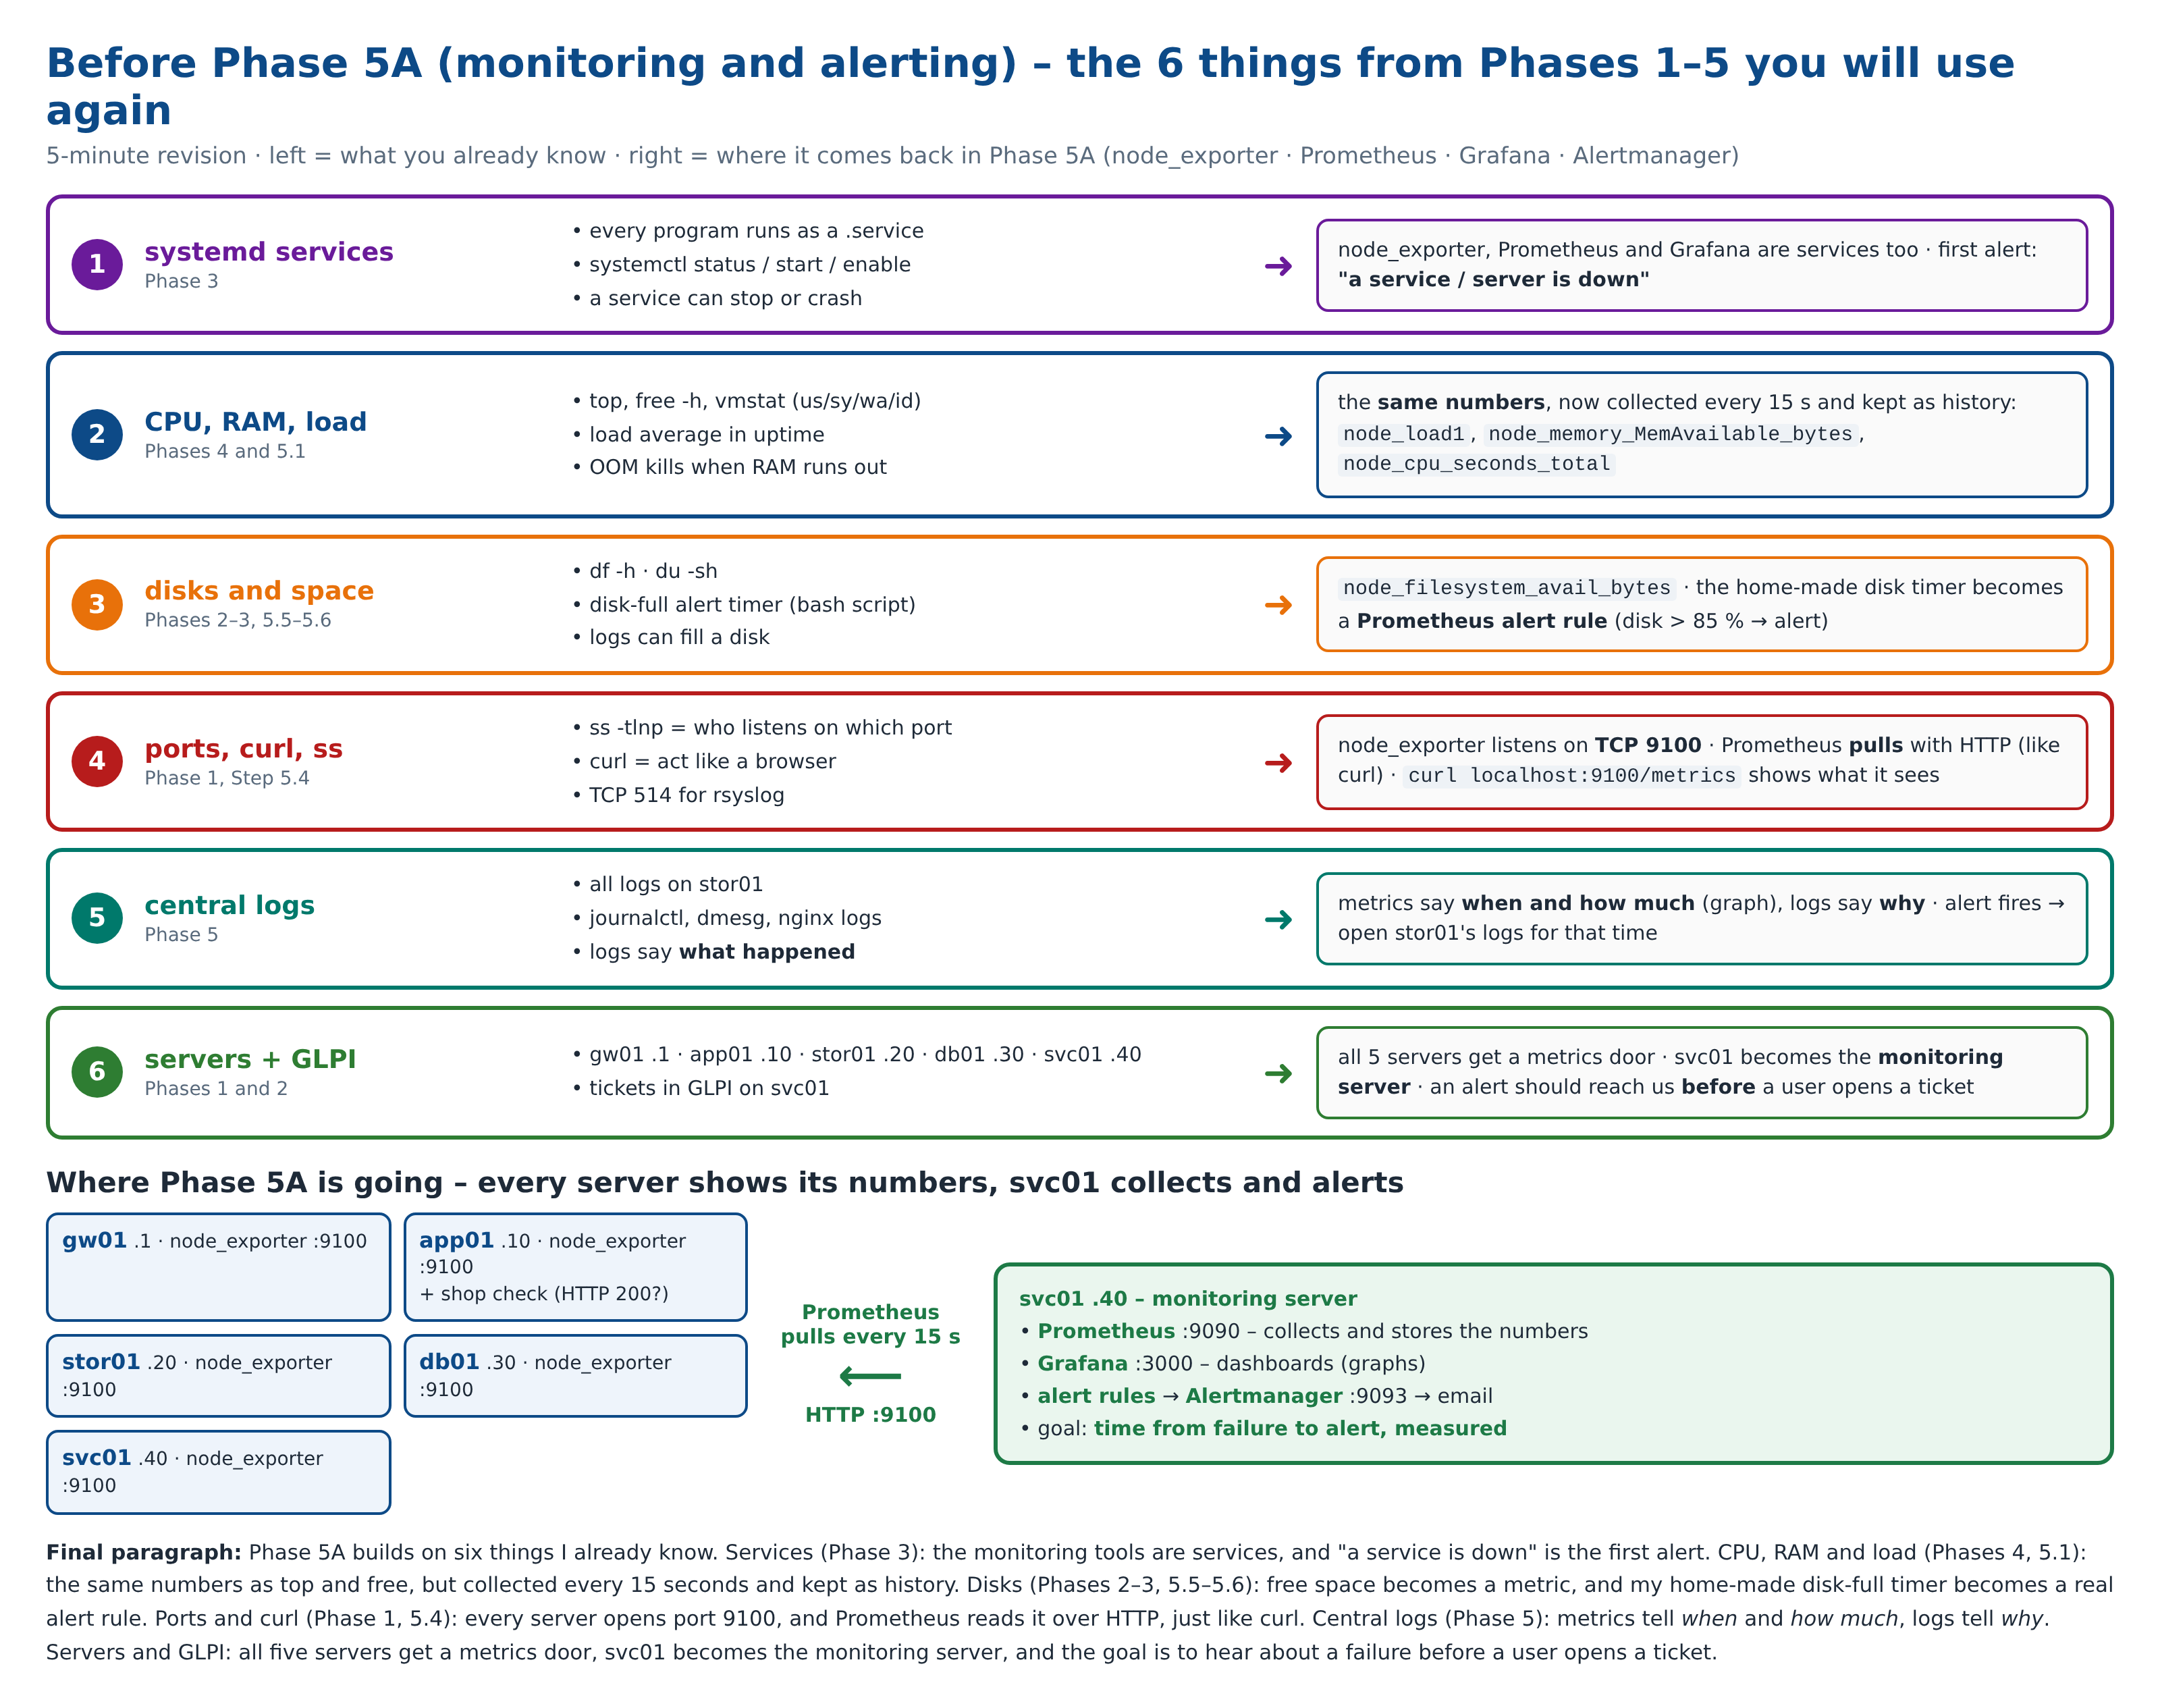 Before Phase 5A (monitoring and alerting) – the 6 things from Phases 1–5 you will use
again
5-minute revision · left = what you already know · right = where it comes back in Phase 5A (node_exporter · Prometheus · Grafana · Alertmanager)
1
systemd services
Phase 3
• every program runs as a .service
• systemctl status / start / enable
• a service can stop or crash
➜
node_exporter, Prometheus and Grafana are services too · first alert:
"a service / server is down"
2
CPU, RAM, load
Phases 4 and 5.1
• top, free -h, vmstat (us/sy/wa/id)
• load average in uptime
• OOM kills when RAM runs out
➜
the same numbers, now collected every 15 s and kept as history:
node_load1, node_memory_MemAvailable_bytes,
node_cpu_seconds_total
3
disks and space
Phases 2–3, 5.5–5.6
• df -h · du -sh
• disk-full alert timer (bash script)
• logs can fill a disk
➜
node_filesystem_avail_bytes · the home-made disk timer becomes
a Prometheus alert rule (disk > 85 % → alert)
4
ports, curl, ss
Phase 1, Step 5.4
• ss -tlnp = who listens on which port
• curl = act like a browser
• TCP 514 for rsyslog
➜
node_exporter listens on TCP 9100 · Prometheus pulls with HTTP (like
curl) · curl localhost:9100/metrics shows what it sees
5
central logs
Phase 5
• all logs on stor01
• journalctl, dmesg, nginx logs
• logs say what happened
➜
metrics say when and how much (graph), logs say why · alert fires →
open stor01's logs for that time
6
servers + GLPI
Phases 1 and 2
• gw01 .1 · app01 .10 · stor01 .20 · db01 .30 · svc01 .40
• tickets in GLPI on svc01
➜
all 5 servers get a metrics door · svc01 becomes the monitoring
server · an alert should reach us before a user opens a ticket
Where Phase 5A is going – every server shows its numbers, svc01 collects and alerts
gw01 .1 · node_exporter :9100
app01 .10 · node_exporter
:9100
+ shop check (HTTP 200?)
stor01 .20 · node_exporter
:9100
db01 .30 · node_exporter
:9100
svc01 .40 · node_exporter
:9100
Prometheus
pulls every 15 s
⟵
HTTP :9100
svc01 .40 – monitoring server
• Prometheus :9090 – collects and stores the numbers
• Grafana :3000 – dashboards (graphs)
• alert rules → Alertmanager :9093 → email
• goal: time from failure to alert, measured
Final paragraph: Phase 5A builds on six things I already know. Services (Phase 3): the monitoring tools are services, and "a service is down" is the first alert. CPU, RAM and load (Phases 4, 5.1):
the same numbers as top and free, but collected every 15 seconds and kept as history. Disks (Phases 2–3, 5.5–5.6): free space becomes a metric, and my home-made disk-full timer becomes a real
alert rule. Ports and curl (Phase 1, 5.4): every server opens port 9100, and Prometheus reads it over HTTP, just like curl. Central logs (Phase 5): metrics tell when and how much, logs tell why.
Servers and GLPI: all five servers get a metrics door, svc01 becomes the monitoring server, and the goal is to hear about a failure before a user opens a ticket.